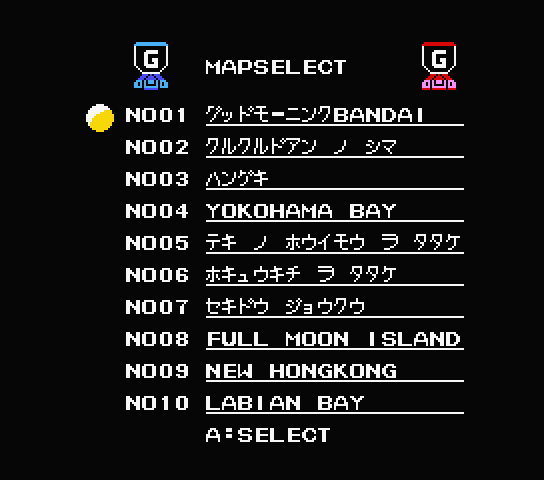 G G
MAPSELECT
NO01 グッドモーニングBANDAI
NO02 クルクルドアン ノ シマ
NO03 ハンゲキ
NO04 YOKOHAMA BAY
NO05 テキ ノ ホウイモウ ヲ タタケ
NO06 ホキュウキチ ヲ タタケ
NO07 セキドウ ジョウクウ
NO08 FULL MOON ISLAND
NO09 NEW HONGKONG
NO10 LABIAN BAY
A:SELECT